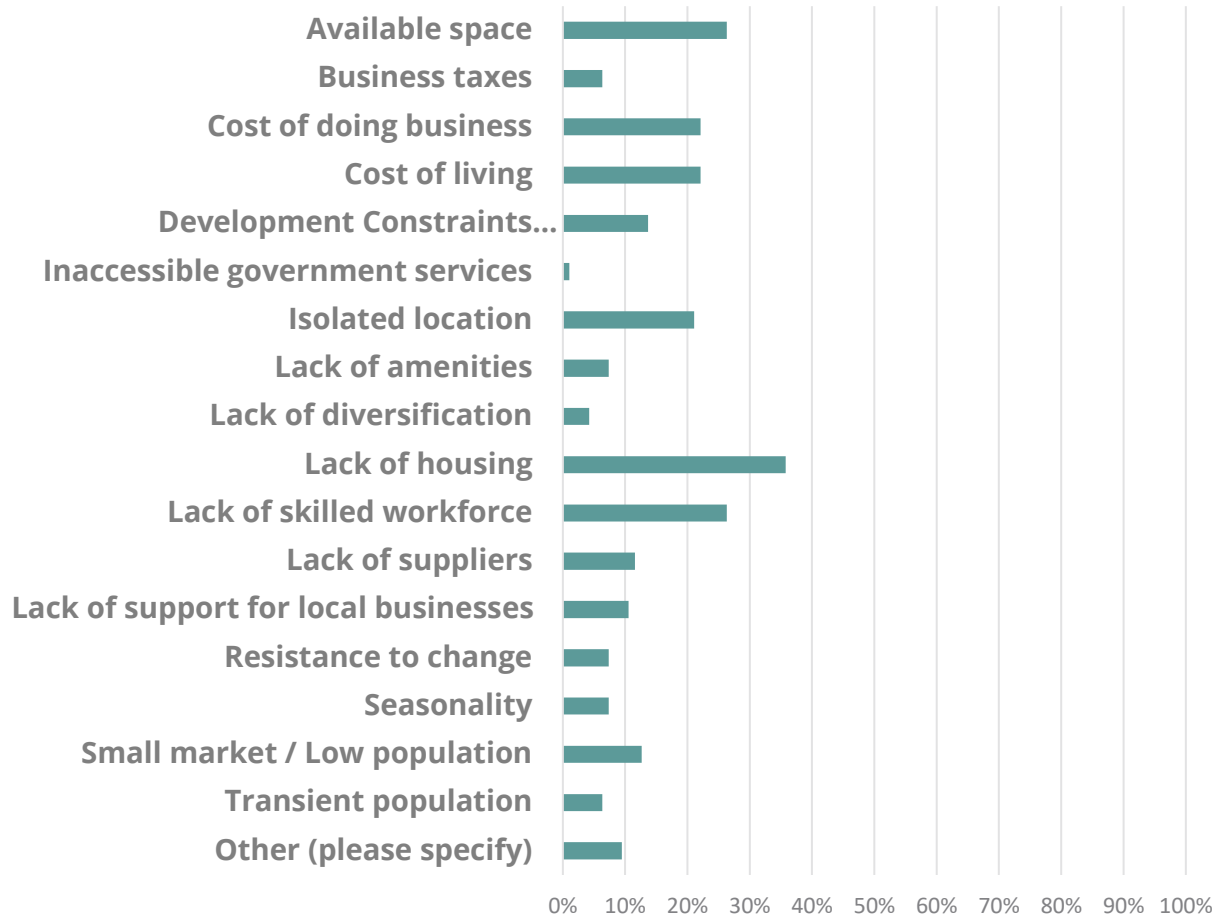 Available space
Business taxes
Cost of doing business
Cost of living
Development Constraints...
Inaccessible government services
Isolated location
Lack of amenities
Lack of diversification
Lack of housing
Lack of skilled workforce
Lack of suppliers
Lack of support for local businesses
Resistance to change
Seasonality
Small market / Low population
Transient population
Other (please specify)
0% 10% 20% 30% 40% 50% 60% 70% 80% 90% 100%